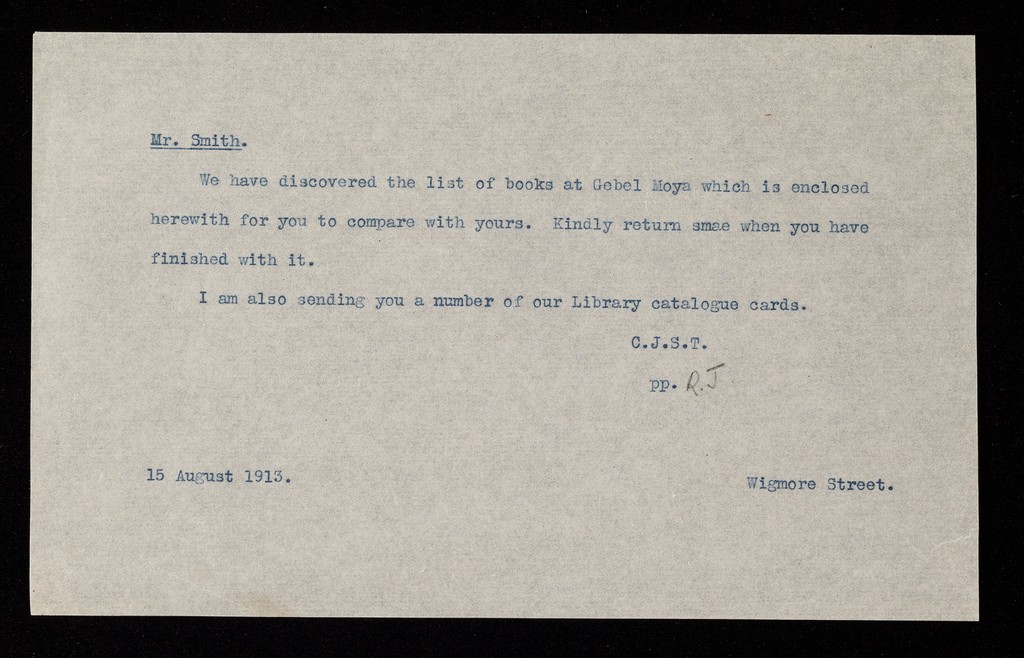 Mr. Smith.
We have discovered the list of books at Gebel Moya which is enclosed
herewith for you to compare with yours. Kindly return smae when you have
finished with it.
I am also sending you a number of our Library catalogue cards.
C.J.S.T.
pp. R.J
15 August 1913.
Wigmore Street.